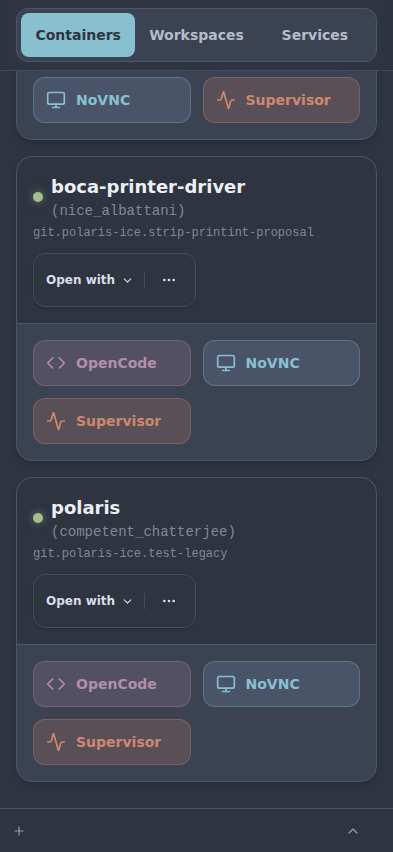 Containers Workspaces Services
NoVNC Supervisor
boca-printer-driver
(nice_albattani)
git.polaris-ice.strip-printint-proposal
Open with ...
OpenCode NoVNC
Supervisor
polaris
(competent_chatterjee)
git.polaris-ice.test-legacy
Open with ...
OpenCode NoVNC
Supervisor
+